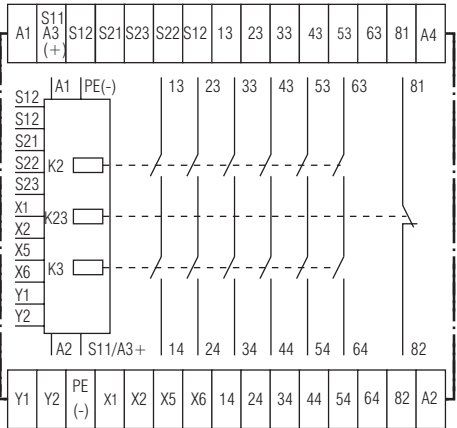 A1 S11 A3 (+) S12 S21 S23 S22 S12 13 23 33 43 53 63 81 A4
A1 PE(-) 13 23 33 43 53 63 81
S12
S12
S21
S22
K2
S23
X1
K23
X2
X5
K3
X6
Y1
Y2
A2 S11/A3+ 14 24 34 44 54 64 82
Y1 Y2 PE (-) X1 X2 X5 X6 14 24 34 44 54 64 82 A2